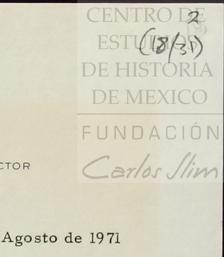 CENTRO DE
ESTUDIOS
DE HISTORIA
DE MEXICO
FUNDACIÓN
Carlos Slim
2
(18/31)
CTOR
Agosto de 1971